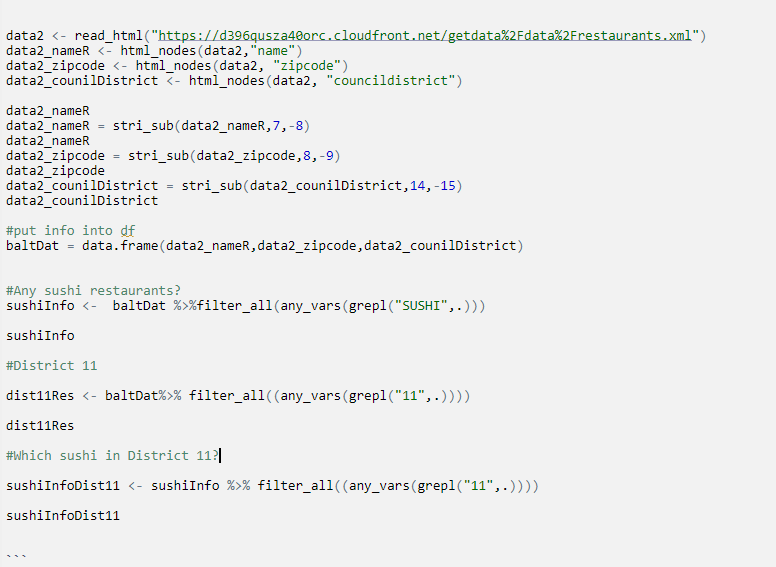 data2 <- read_html("https://d396qusza40orc.cloudfront.net/getdata%2Fdata%2Frestaurants.xml")
data2_nameR <- html_nodes(data2,"name")
data2_zipcode <- html_nodes(data2, "zipcode")
data2_counilDistrict <- html_nodes(data2, "councildistrict")
data2_nameR
data2_nameR = stri_sub(data2_nameR,7,-8)
data2_nameR
data2_zipcode = stri_sub(data2_zipcode,8,-9)
data2_zipcode
data2_counilDistrict = stri_sub(data2_counilDistrict,14,-15)
data2_counilDistrict
#put info into df
baltDat = data.frame(data2_nameR,data2_zipcode,data2_counilDistrict)
#Any sushi restaurants?
sushiInfo <-  baltDat %>%filter_all(any_vars(grepl("SUSHI",.)))
sushiInfo
#District 11
dist11Res <- baltDat%>% filter_all((any_vars(grepl("11",.))))
dist11Res
#Which sushi in District 11?
sushiInfoDist11 <- sushiInfo %>% filter_all((any_vars(grepl("11",.))))
sushiInfoDist11
```